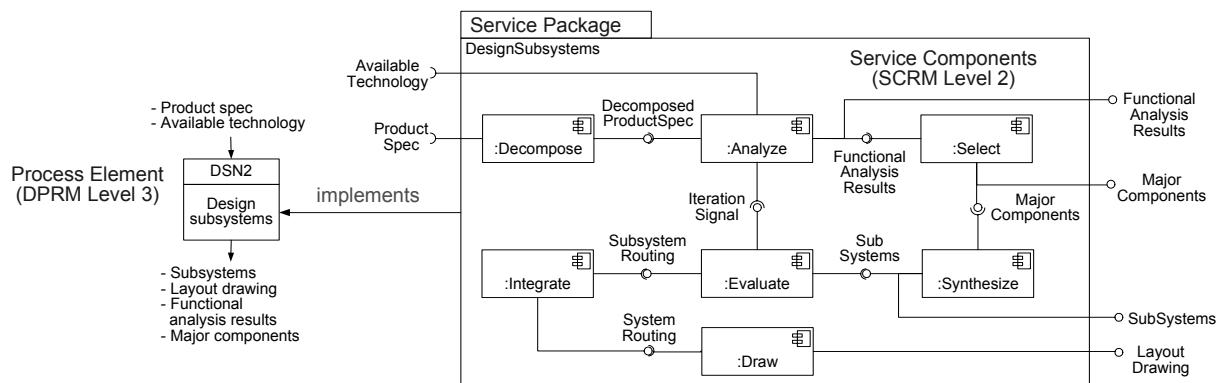 Service Package
DesignSubsystems
Available
Technology
Service Components
(SCRM Level 2)
- Product spec
- Available technology
Product
Spec
:Decompose
Decomposed
ProductSpec
:Analyze
Functional
Analysis
Results
:Select
Functional
Analysis
Results
Process Element
(DPRM Level 3)
DSN2
Design
subsystems
implements
Iteration
Signal
Major
Components
Major
Components
- Subsystems
- Layout drawing
- Functional
analysis results
- Major components
:Integrate
Subsystem
Routing
:Evaluate
Sub
Systems
:Synthesize
System
Routing
:Draw
SubSystems
Layout
Drawing